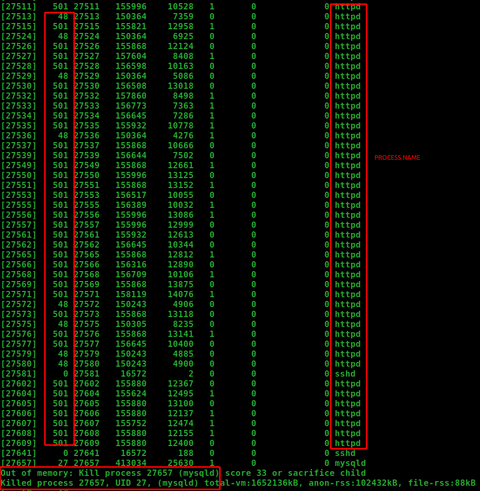 [27511] 501 27511 155996 10528 1 0 0 httpd
[27513] 48 27513 150364 7359 0 0 0 httpd
[27515] 501 27515 155821 12958 1 0 0 httpd
[27524] 48 27524 150364 6925 0 0 0 httpd
[27526] 501 27526 155868 12124 0 0 0 httpd
[27527] 501 27527 157604 8408 1 0 0 httpd
[27528] 501 27528 156598 10163 0 0 0 httpd
[27529] 48 27529 150364 5086 0 0 0 httpd
[27530] 501 27530 156508 13018 0 0 0 httpd
[27532] 501 27532 157860 8498 1 0 0 httpd
[27533] 501 27533 156773 7363 1 0 0 httpd
[27534] 501 27534 156645 7286 1 0 0 httpd
[27535] 501 27535 155932 10778 1 0 0 httpd
[27536] 48 27536 150364 4276 1 0 0 httpd
[27537] 501 27537 155868 10666 0 0 0 httpd
[27539] 501 27539 156644 7502 0 0 0 httpd
[27549] 501 27549 155868 12661 1 0 0 httpd
PROCESS NAME
[27550] 501 27550 155996 13125 0 0 0 httpd
[27551] 501 27551 155868 13152 1 0 0 httpd
[27553] 501 27553 156517 10055 0 0 0 httpd
[27555] 501 27555 156389 10032 1 0 0 httpd
[27556] 501 27556 155996 13086 1 0 0 httpd
[27557] 501 27557 155996 12999 0 0 0 httpd
[27561] 501 27561 155932 12613 0 0 0 httpd
[27562] 501 27562 156645 10344 0 0 0 httpd
[27565] 501 27565 155868 12812 1 0 0 httpd
[27566] 501 27566 156316 12890 0 0 0 httpd
[27568] 501 27568 156709 10106 1 0 0 httpd
[27569] 501 27569 155868 13875 0 0 0 httpd
[27571] 501 27571 158119 14076 1 0 0 httpd
[27572] 48 27572 150243 4906 0 0 0 httpd
[27573] 501 27573 155868 13118 0 0 0 httpd
[27575] 48 27575 150305 8235 0 0 0 httpd
[27576] 501 27576 155868 13141 1 0 0 httpd
[27577] 501 27577 156645 10400 0 0 0 httpd
[27579] 48 27579 150243 4885 0 0 0 httpd
[27580] 48 27580 150243 4900 0 0 0 httpd
[27581] 0 27581 16572 2 0 0 0 sshd
[27602] 501 27602 155880 12367 0 0 0 httpd
[27604] 501 27604 155624 12495 1 0 0 httpd
[27605] 501 27605 155880 13100 0 0 0 httpd
[27606] 501 27606 155880 12137 1 0 0 httpd
[27607] 501 27607 155752 12474 1 0 0 httpd
[27608] 501 27608 155880 12155 1 0 0 httpd
[27609] 501 27609 155880 12400 0 0 0 httpd
[27641] 0 27641 16572 188 0 0 0 sshd
[27657] 27 27657 413034 25630 1 0 0 mysqld
Out of memory: Kill process 27657 (mysqld) score 33 or sacrifice child
Killed process 27657, UID 27, (mysqld) total-vm:1652136kB, anon-rss:102432kB, file-rss:88kB